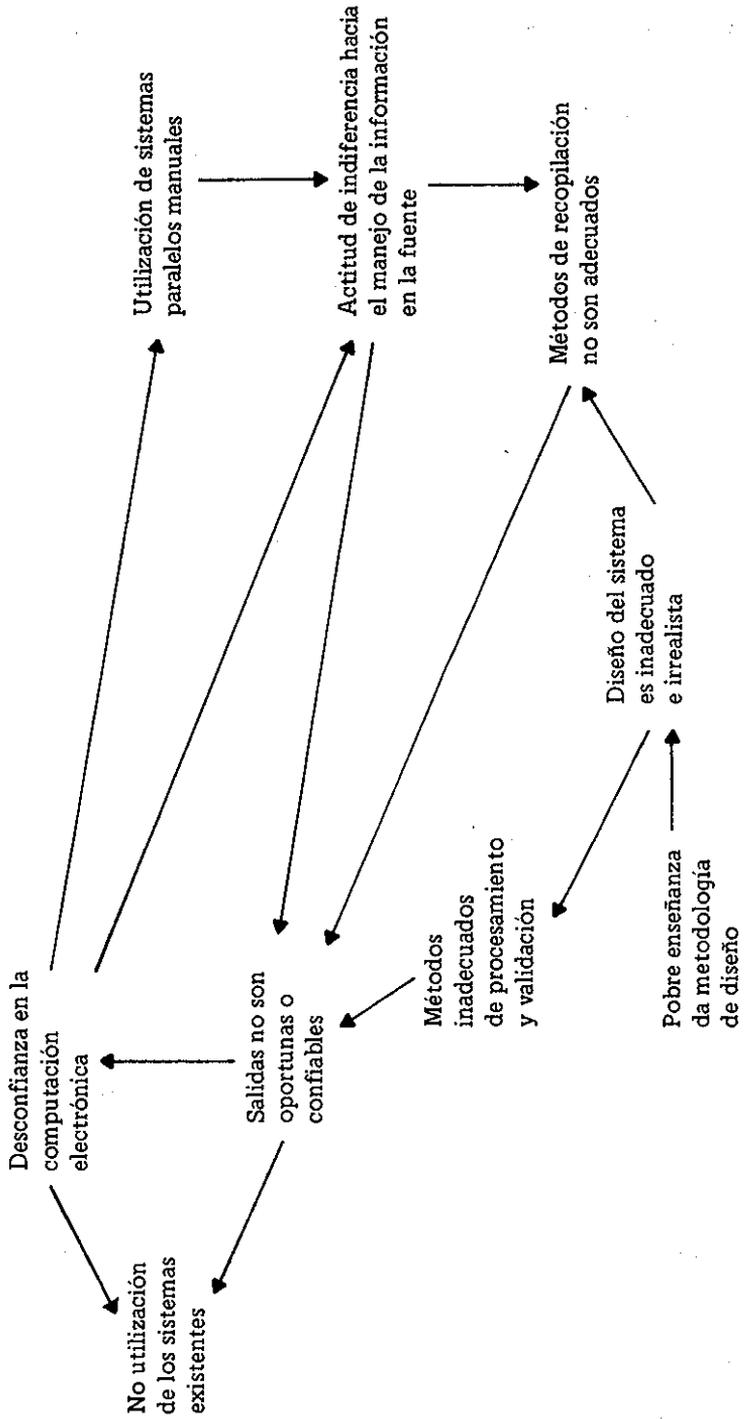 Desconfianza en la
computación
electrónica
Utilización de sistemas
paralelos manuales
No utilización
de los sistemas
existentes
Salidas no son
oportunas o
confiables
Actitud de indiferencia hacia
el manejo de la información
en la fuente
Métodos
inadecuados
de procesamiento
y validación
Métodos de recopilación
no son adecuados
Diseño del sistema
es inadecuado
e irrealista
Pobre enseñanza
da metodología
de diseño